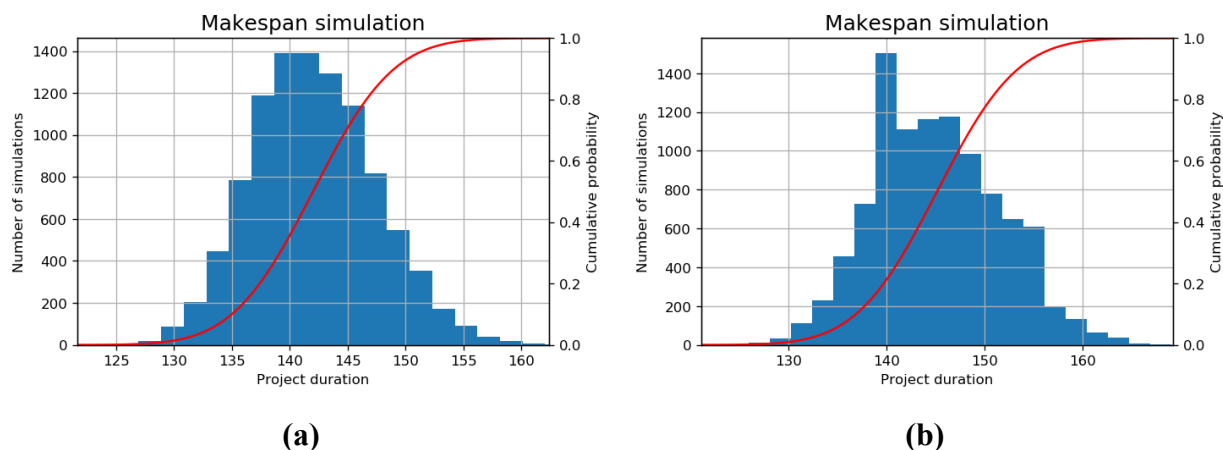 Makespan simulation
1400
1200
1000
800
600
400
200
0
Number of simulations
1.0
0.8
0.6
0.4
0.2
0.0
Cumulative probability
125 130 135 140 145 150 155 160
Project duration
(a)
Makespan simulation
1400
1200
1000
800
600
400
200
0
Number of simulations
1.0
0.8
0.6
0.4
0.2
0.0
Cumulative probability
130 140 150 160
Project duration
(b)